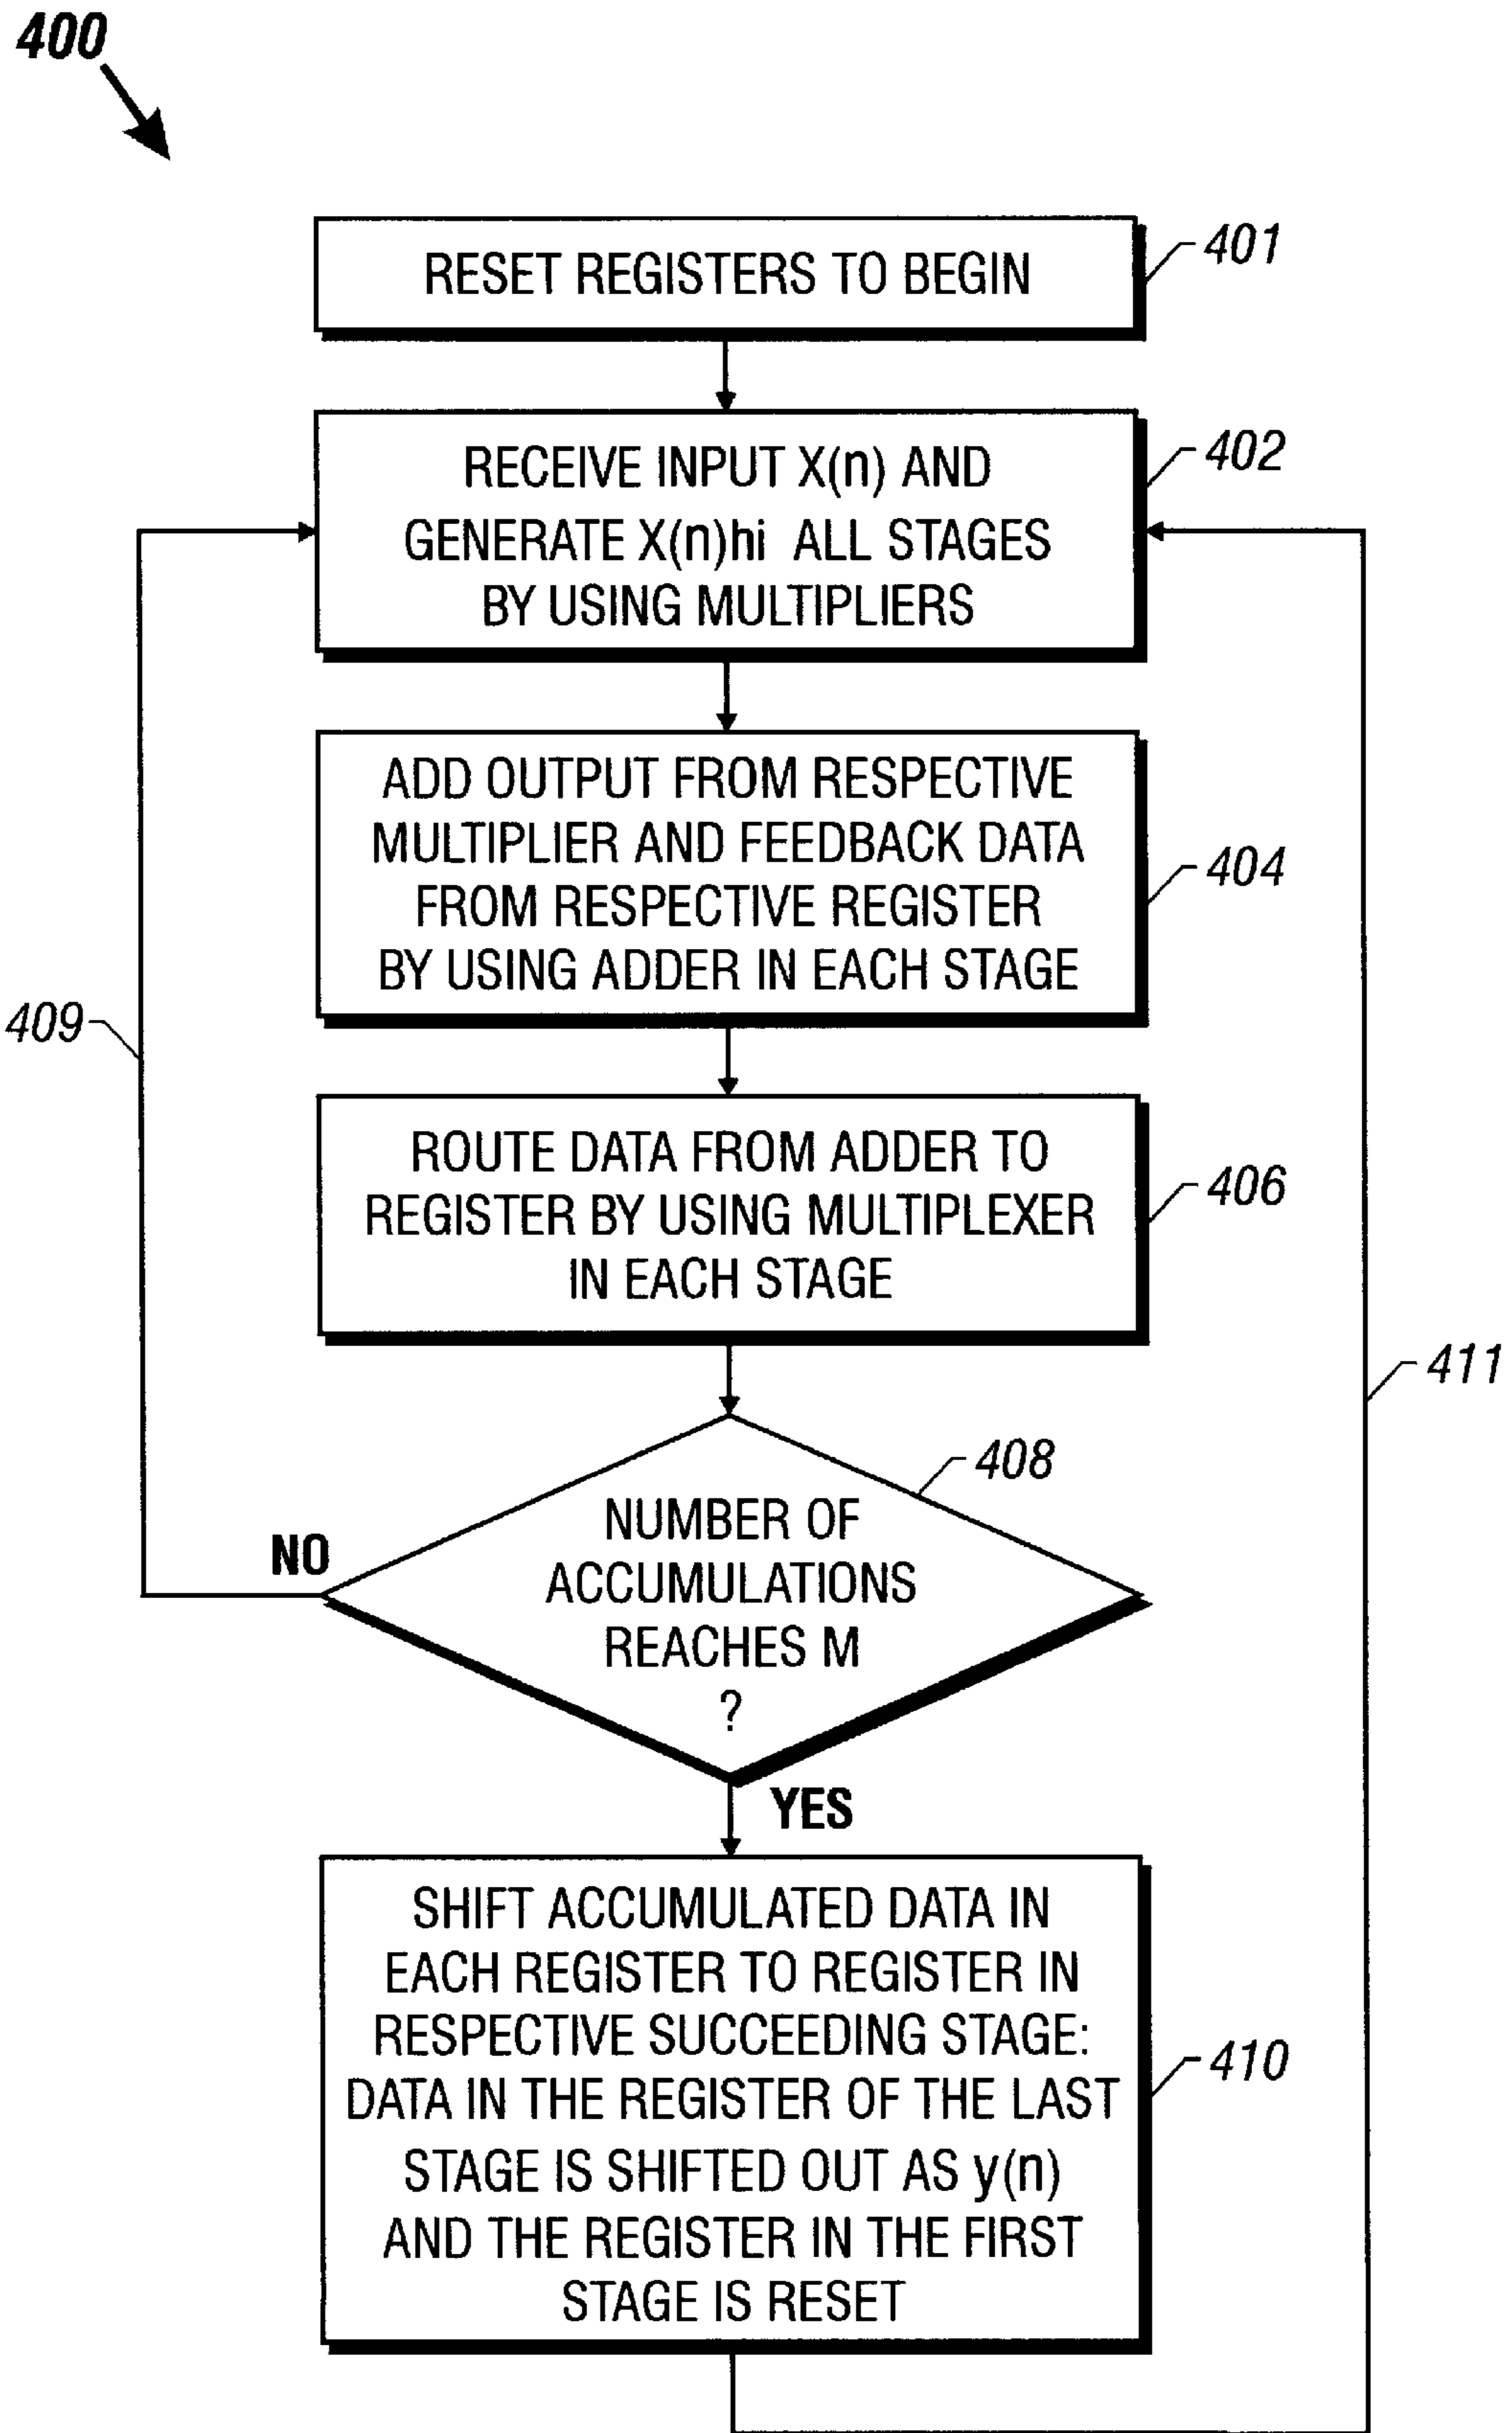 400
RESET REGISTERS TO BEGIN
401
RECEIVE INPUT X(n) AND
GENERATE X(n)hi ALL STAGES
BY USING MULTIPLIERS
402
ADD OUTPUT FROM RESPECTIVE
MULTIPLIER AND FEEDBACK DATA
FROM RESPECTIVE REGISTER
BY USING ADDER IN EACH STAGE
404
409
ROUTE DATA FROM ADDER TO
REGISTER BY USING MULTIPLEXER
IN EACH STAGE
406
411
408
NUMBER OF
ACCUMULATIONS
REACHES M
?
NO
YES
SHIFT ACCUMULATED DATA IN
EACH REGISTER TO REGISTER IN
RESPECTIVE SUCCEEDING STAGE:
DATA IN THE REGISTER OF THE LAST
STAGE IS SHIFTED OUT AS y(n)
AND THE REGISTER IN THE FIRST
STAGE IS RESET
410